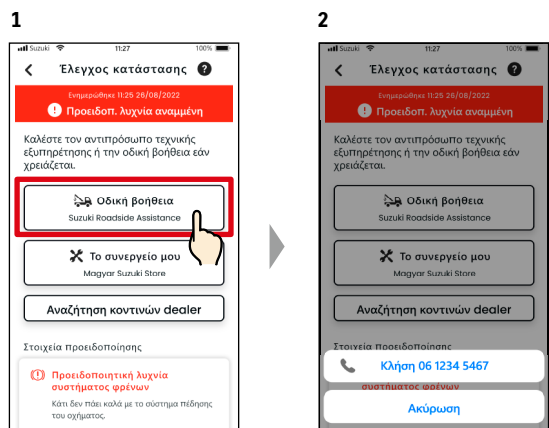 1
Suzuki 11:27 100%
Έλεγχος κατάστασης ?
Ενημερώθηκε 11:25 26/08/2022
! Προειδοπ. λυχνία αναμμένη
Καλέστε τον αντιπρόσωπο τεχνικής
εξυπηρέτησης ή την οδική βοήθεια εάν
χρειάζεται.
Οδική βοήθεια
Suzuki Roadside Assistance
Το συνεργείο μου
Magyar Suzuki Store
Αναζήτηση κοντινών dealer
Στοιχεία προειδοποίησης
Προειδοποιητική λυχνία
συστήματος φρένων
Κάτι δεν πάει καλά με το σύστημα πέδησης
του οχήματος.
2
Suzuki 11:27 100%
Έλεγχος κατάστασης ?
Ενημερώθηκε 11:25 26/08/2022
! Προειδοπ. λυχνία αναμμένη
Καλέστε τον αντιπρόσωπο τεχνικής
εξυπηρέτησης ή την οδική βοήθεια εάν
χρειάζεται.
Οδική βοήθεια
Suzuki Roadside Assistance
Το συνεργείο μου
Magyar Suzuki Store
Αναζήτηση κοντινών dealer
Στοιχεία προειδοποίησης
Κλήση 06 1234 5467
συστήματος φρένων
Ακύρωση